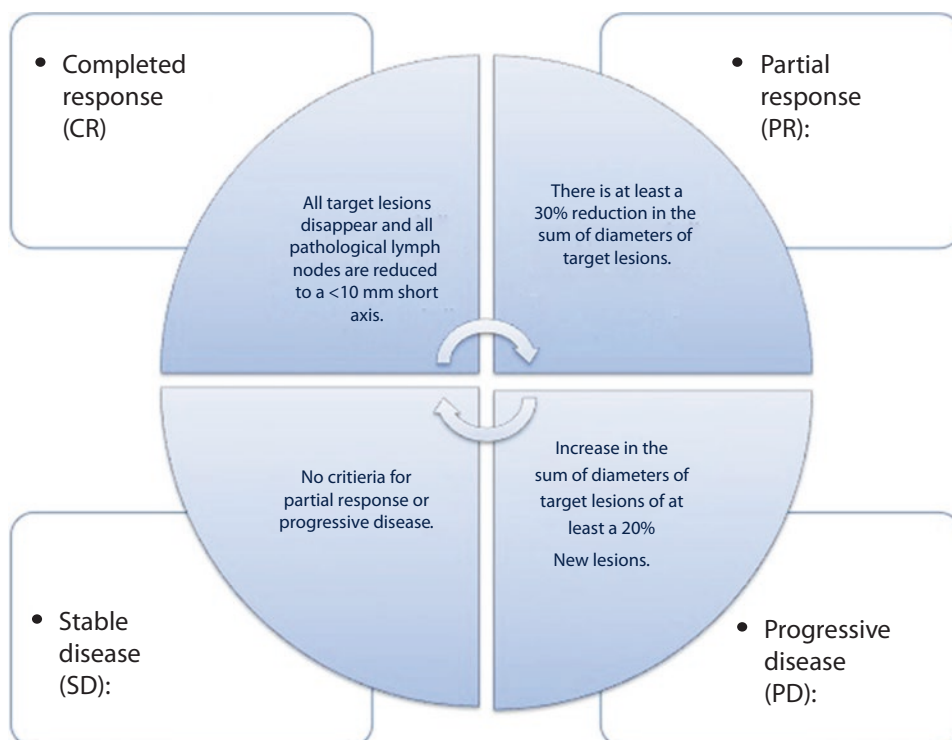 • Completed
response
(CR)
All target lesions
disappear and all
pathological lymph
nodes are reduced
to a <10 mm short
axis.
• Partial
response
(PR):
There is at least a
30% reduction in the
sum of diameters of
target lesions.
• Stable
disease
(SD):
No critieria for
partial response or
progressive disease.
• Progressive
disease
(PD):
Increase in the
sum of diameters of
target lesions of at
least a 20%
New lesions.